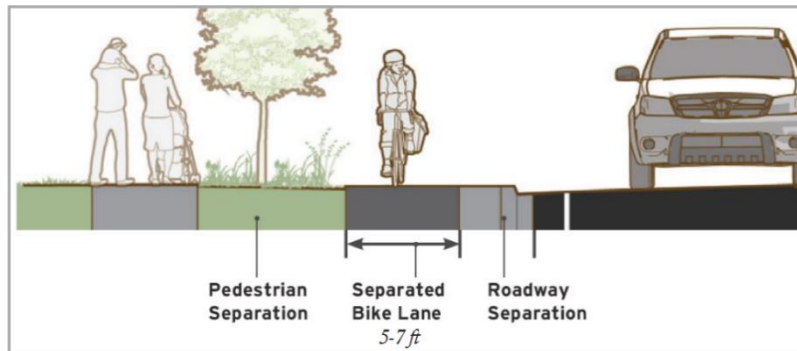 Pedestrian
Separation
Separated
Bike Lane
5-7 ft
Roadway
Separation